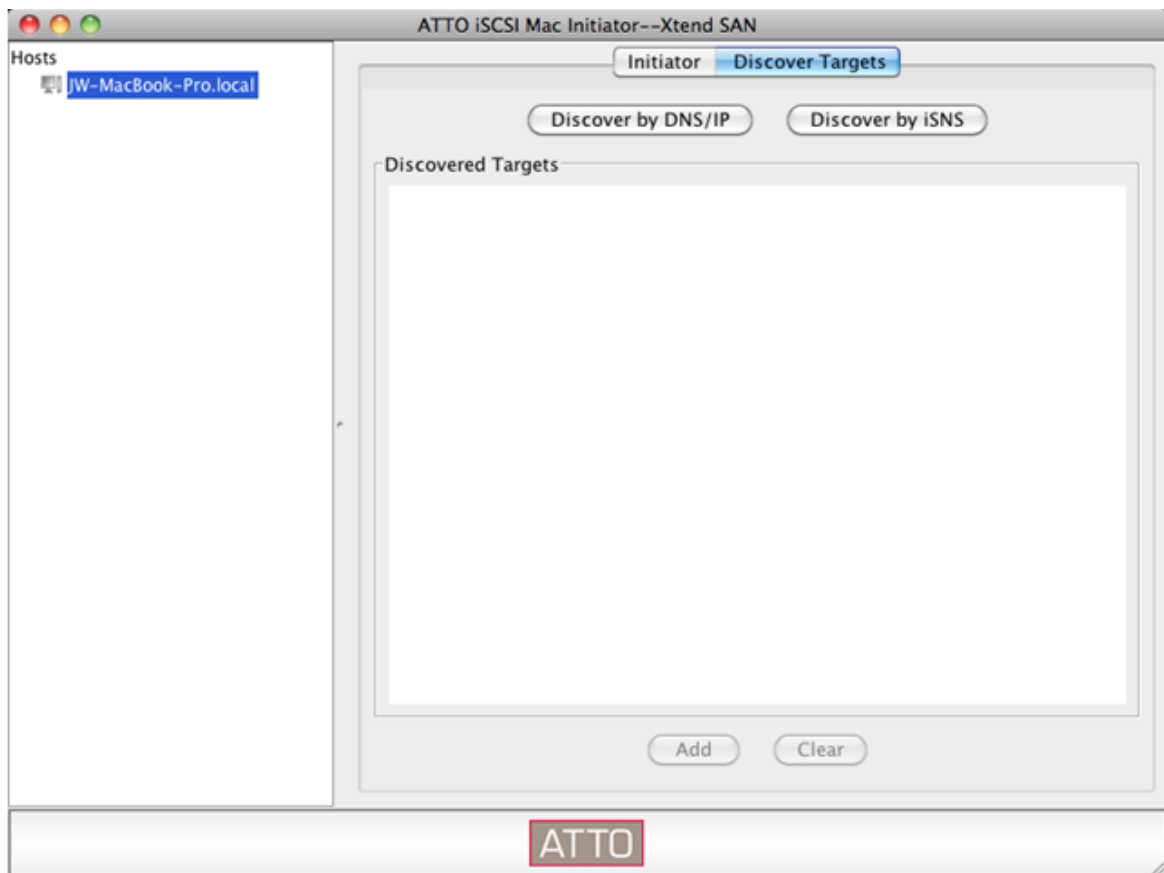 ATTO iSCSI Mac Initiator--Xtend SAN
Hosts
JW-MacBook-Pro.local
Initiator
Discover Targets
Discover by DNS/IP
Discover by iSNS
Discovered Targets
Add
Clear
ATTO